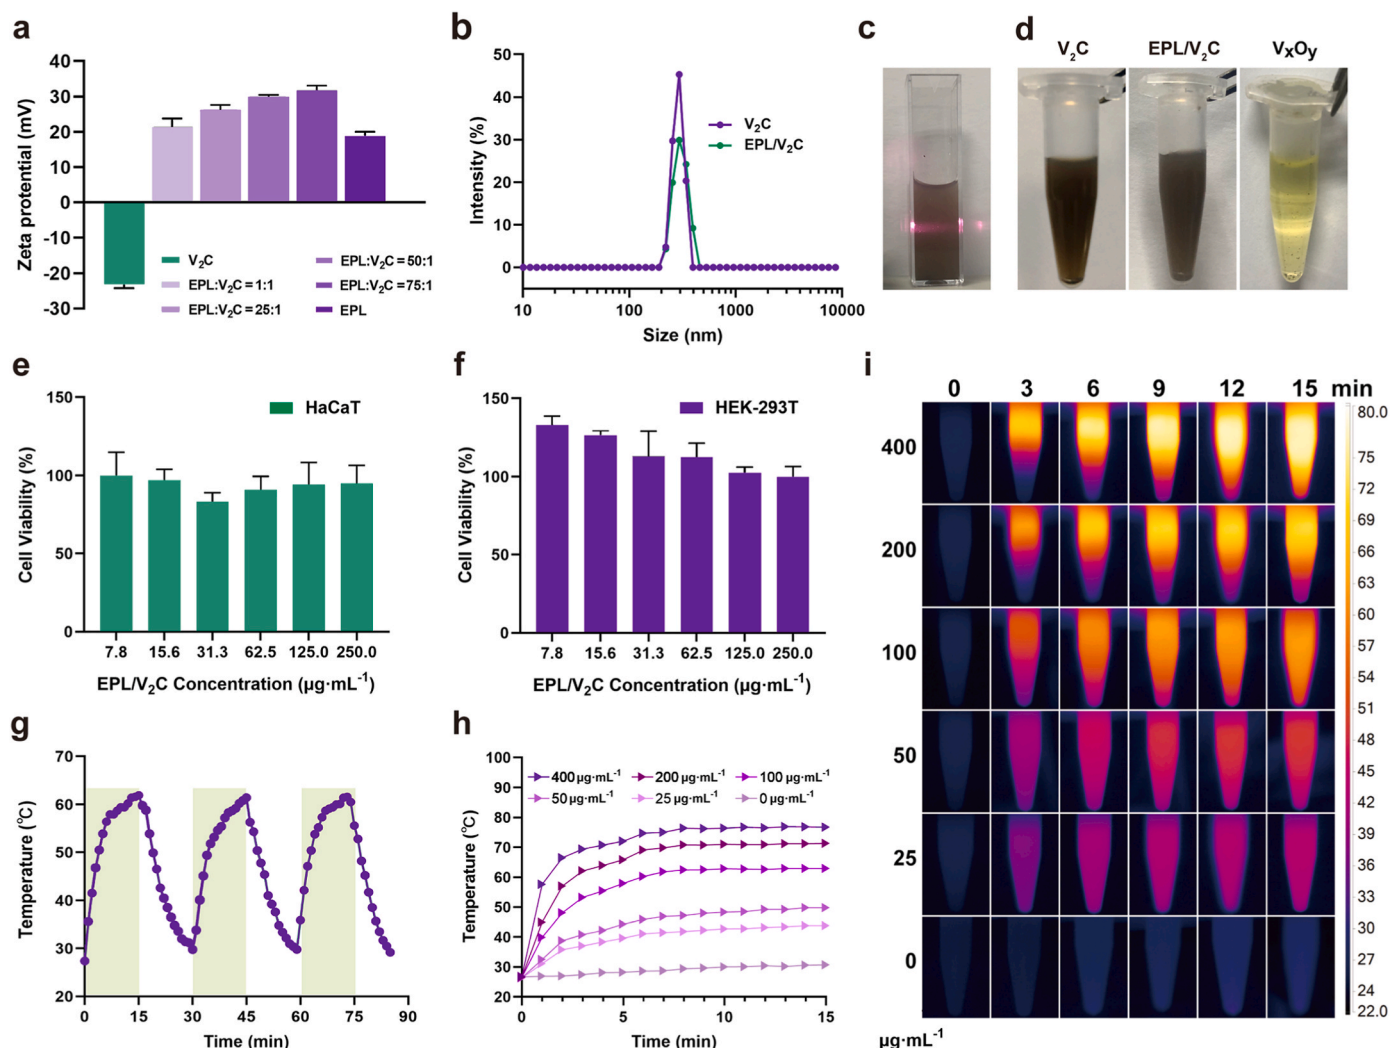 a
Zeta protential (mV)
40
30
20
10
0
-10
-20
-30
V2C
EPL:V2C = 1:1
EPL:V2C = 25:1
EPL:V2C = 50:1
EPL:V2C = 75:1
EPL
b
Intensity (%)
50
40
30
20
10
0
V2C
EPL/V2C
10
100
1000
10000
Size (nm)
c
d
V2C
EPL/V2C
VxOy
e
Cell Viability (%)
150
100
50
0
HaCaT
7.8 15.6 31.3 62.5 125.0 250.0
EPL/V2C Concentration (μg·mL-1)
f
Cell Viability (%)
150
100
50
0
HEK-293T
7.8 15.6 31.3 62.5 125.0 250.0
EPL/V2C Concentration (μg·mL-1)
g
Temperature (℃)
70
60
50
40
30
20
0 15 30 45 60 75 90
Time (min)
h
Temperature (℃)
100
90
80
70
60
50
40
30
20
400 μg·mL-1 200 μg·mL-1 100 μg·mL-1
50 μg·mL-1 25 μg·mL-1 0 μg·mL-1
0 5 10 15
Time (min)
i
0 3 6 9 12 15 min
400
200
100
50
25
0
μg·mL-1
80.0
75
72
69
66
63
60
57
54
51
48
45
42
39
36
33
30
27
24
22.0